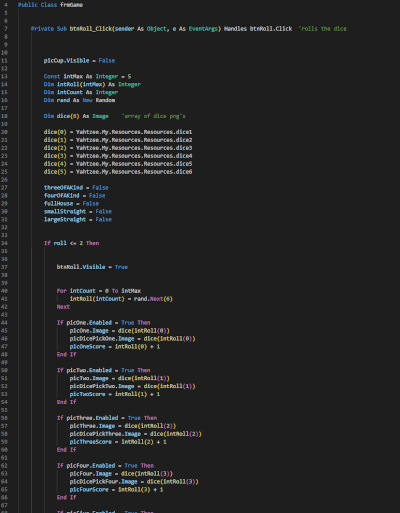 4 Public Class frmGame
5
6
7 Private Sub btnRoll_Click(sender As Object, e As EventArgs) Handles btnRoll.Click 'rolls the dice
8
9
10
11 picCup.Visible = False
12
13 Const intMax As Integer = 5
14 Dim intRoll(intMax) As Integer
15 Dim intCount As Integer
16 Dim rand As New Random
17
18 Dim dice(6) As Image 'array of dice png's
19
20 dice(0) = Yahtzee.My.Resources.Resources.dice1
21 dice(1) = Yahtzee.My.Resources.Resources.dice2
22 dice(2) = Yahtzee.My.Resources.Resources.dice3
23 dice(3) = Yahtzee.My.Resources.Resources.dice4
24 dice(4) = Yahtzee.My.Resources.Resources.dice5
25 dice(5) = Yahtzee.My.Resources.Resources.dice6
26
27 threeOfAKind = False
28 fourOfAKind = False
29 fullHouse = False
30 smallStraight = False
31 largeStraight = False
32
33
34 If roll <= 2 Then
35
36
37 btnRoll.Visible = True
38
39
40 For intCount = 0 To intMax
41 intRoll(intCount) = rand.Next(6)
42 Next
43
44 If picOne.Enabled = True Then
45 picOne.Image = dice(intRoll(0))
46 picDicePickOne.Image = dice(intRoll(0))
47 picOneScore = intRoll(0) + 1
48 End If
49
50 If picTwo.Enabled = True Then
51 picTwo.Image = dice(intRoll(1))
52 picDicePickTwo.Image = dice(intRoll(1))
53 picTwoScore = intRoll(1) + 1
54 End If
55
56 If picThree.Enabled = True Then
57 picThree.Image = dice(intRoll(2))
58 picDicePickThree.Image = dice(intRoll(2))
59 picThreeScore = intRoll(2) + 1
60 End If
61
62 If picFour.Enabled = True Then
63 picFour.Image = dice(intRoll(3))
64 picDicePickFour.Image = dice(intRoll(3))
65 picFourScore = intRoll(3) + 1
66 End If
67